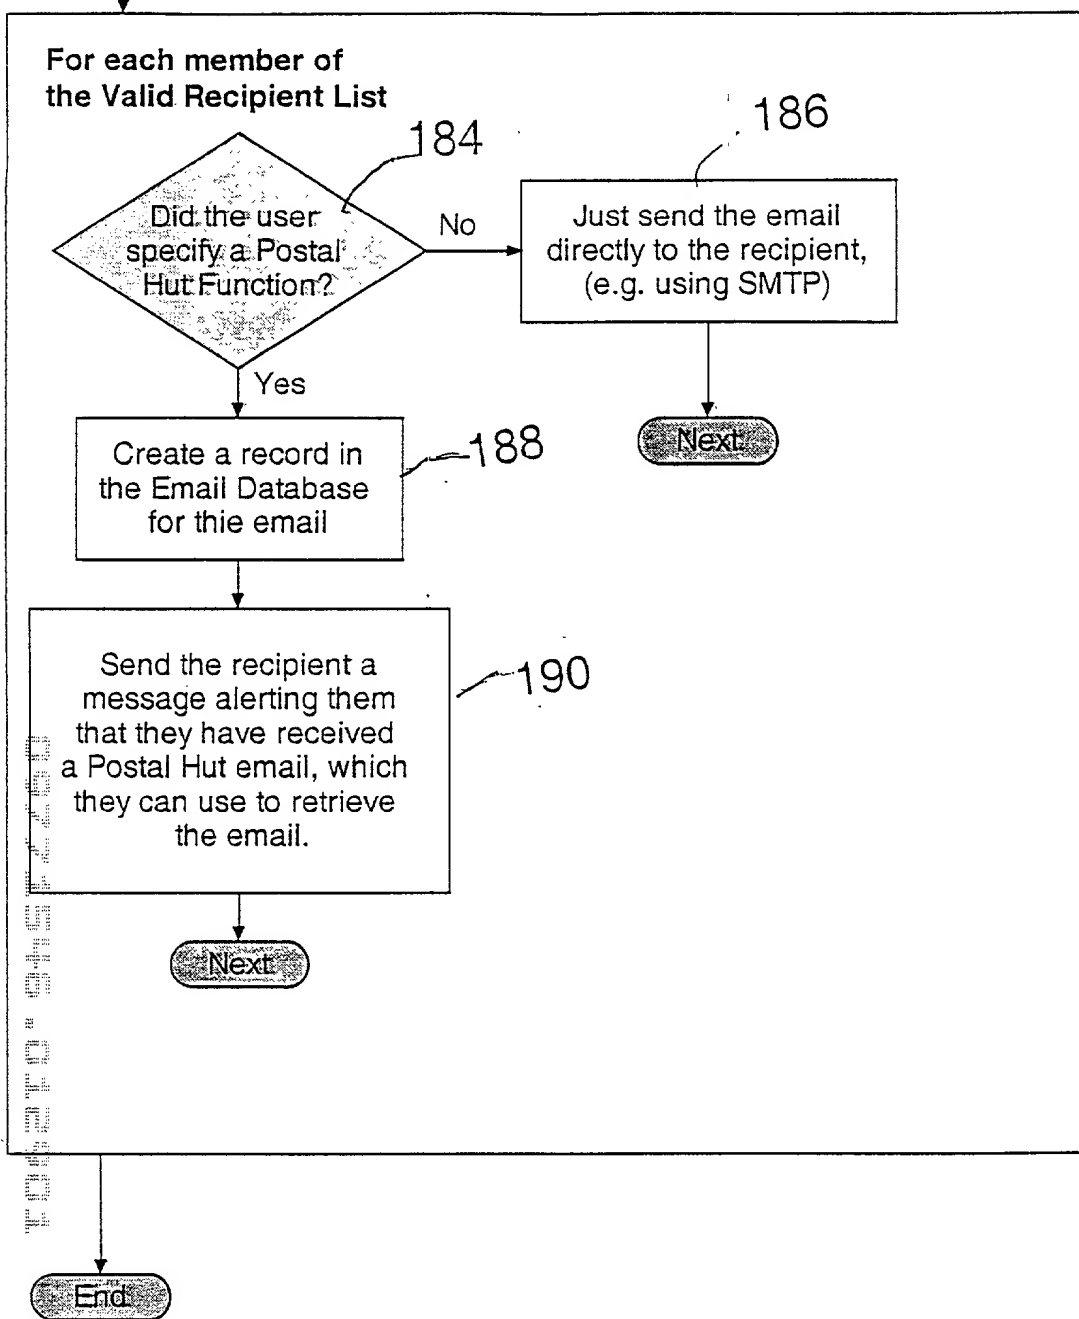 For each member of
the Valid Recipient List
184
186
Did the user
specify a Postal
Hut Function?
No
Just send the email
directly to the recipient,
(e.g. using SMTP)
Yes
Next
Create a record in
the Email Database
for thie email
188
Send the recipient a
message alerting them
that they have received
a Postal Hut email, which
they can use to retrieve
the email.
190
Next
End